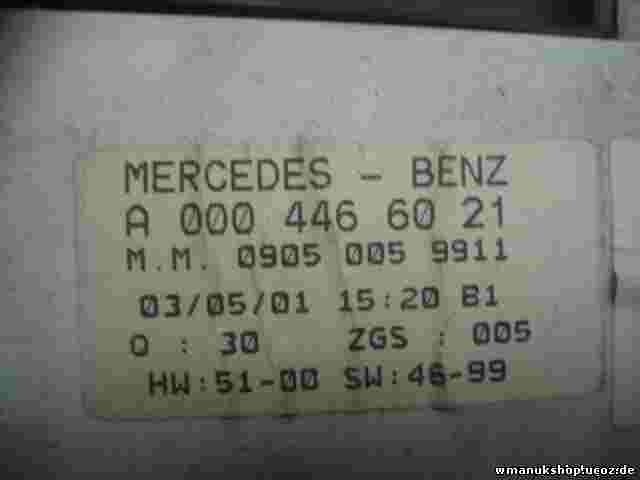 MERCEDES - BENZ
A 000 446 60 21
M.M. 0905 005 9911
03/05/01 15:20 B1
Q : 30 ZGS : 005
HW:51-00 SW:46-99
wmanukshop.ucoz.de